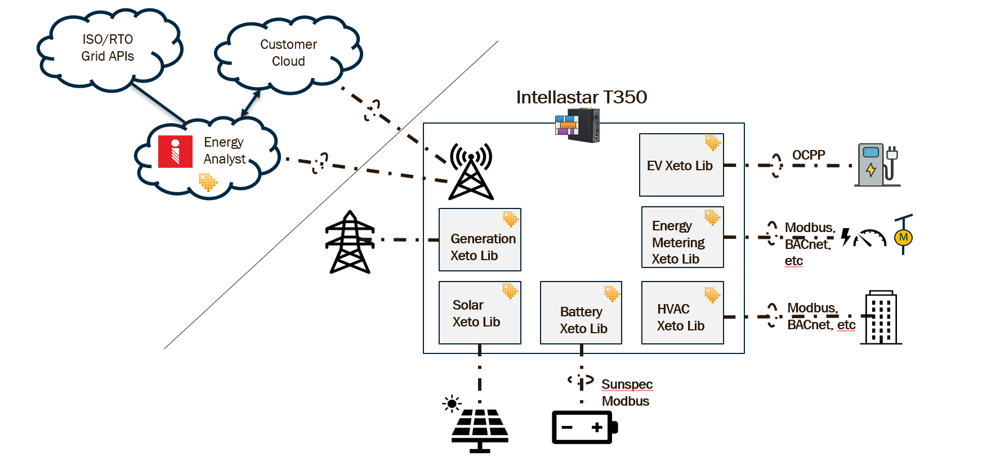 ISO/RTO
Grid APIs
Customer
Cloud
Energy
Analyst
Intellastar T350
EV Xeto Lib
OCPP
Generation
Xeto Lib
Energy
Metering
Xeto Lib
Modbus,
BACnet,
etc
M
Solar
Xeto Lib
Battery
Xeto Lib
HVAC
Xeto Lib
Modbus,
BACnet, etc
Sunspec
Modbus